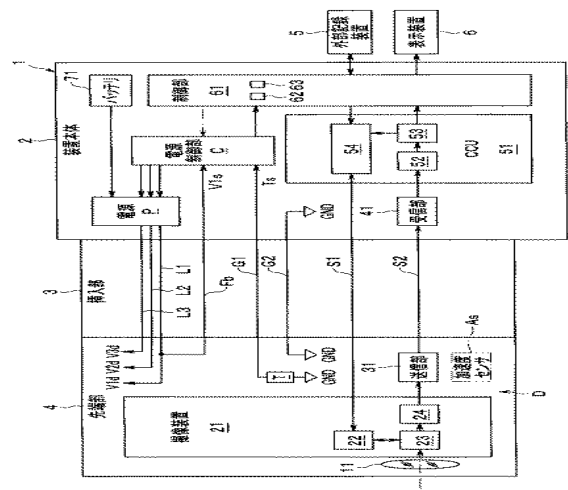 1
2
装置本体
3
挿入部
4
先端部
71
バッテリ
電源
P
電源
制御部
C
制御部
61
62 63
外部記録
装置
5
表示装置
6
V1s
Ts
54
53
52
CCU
51
受信部
41
GND
L1
L2
L3
Fb
G1
G2
S1
S2
V1d V2d V3d
GND
GND
撮像装置
21
22
23
24
11
送信部
31
加速度
センサ
As
D